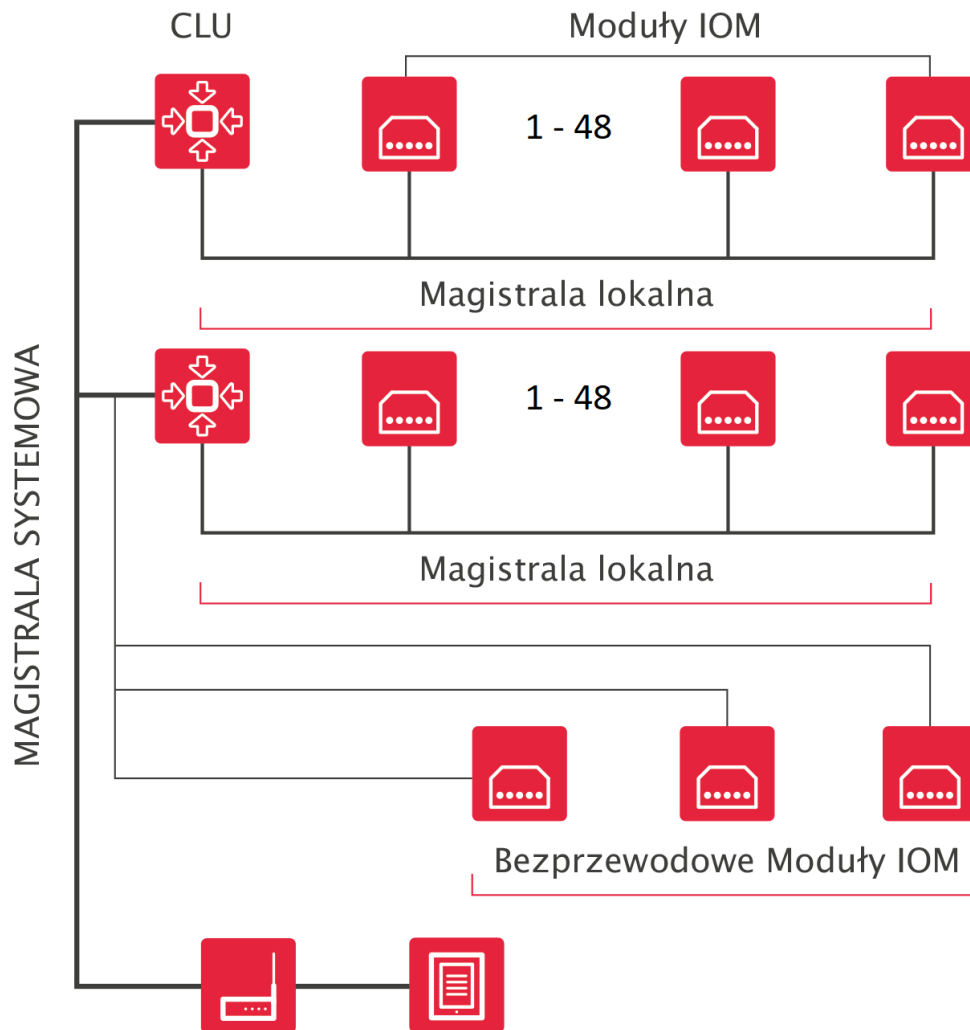 CLU
Moduły IOM
1 - 48
Magistrala lokalna
1 - 48
Magistrala lokalna
MAGISTRALA SYSTEMOWA
Bezprzewodowe Moduły IOM